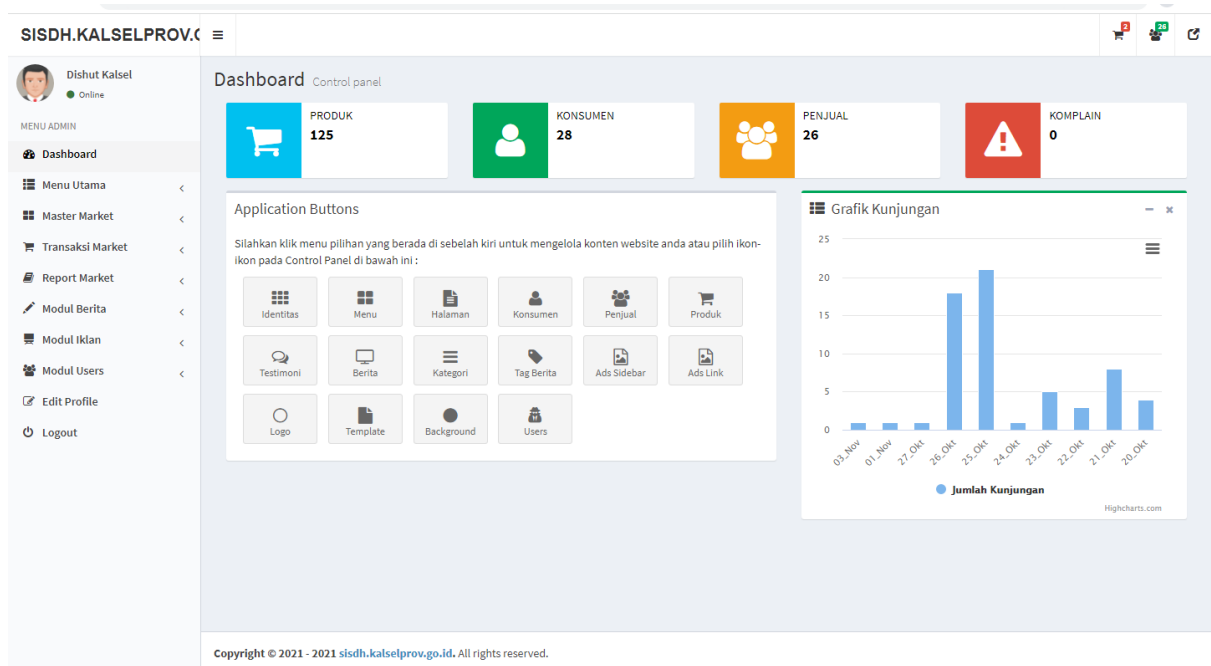 SISDH.KALSELPROV.G
2
26
Dishut Kalsel
Online
MENU ADMIN
Dashboard
Menu Utama
Master Market
Transaksi Market
Report Market
Modul Berita
Modul Iklan
Modul Users
Edit Profile
Logout
Dashboard Control panel
PRODUK
125
KONSUMEN
28
PENJUAL
26
KOMPLAIN
0
Application Buttons
Silahkan klik menu pilihan yang berada di sebelah kiri untuk mengelola konten website anda atau pilih ikon-
ikon pada Control Panel di bawah ini :
Identitas
Menu
Halaman
Konsumen
Penjual
Produk
Testimoni
Berita
Kategori
Tag Berita
Ads Sidebar
Ads Link
Logo
Template
Background
Users
Grafik Kunjungan
25
20
15
10
5
0
03_Nov
01_Nov
27_Okt
26_Okt
25_Okt
24_Okt
23_Okt
22_Okt
21_Okt
20_Okt
Jumlah Kunjungan
Highcharts.com
Copyright © 2021 - 2021 sisdh.kalselprov.go.id. All rights reserved.